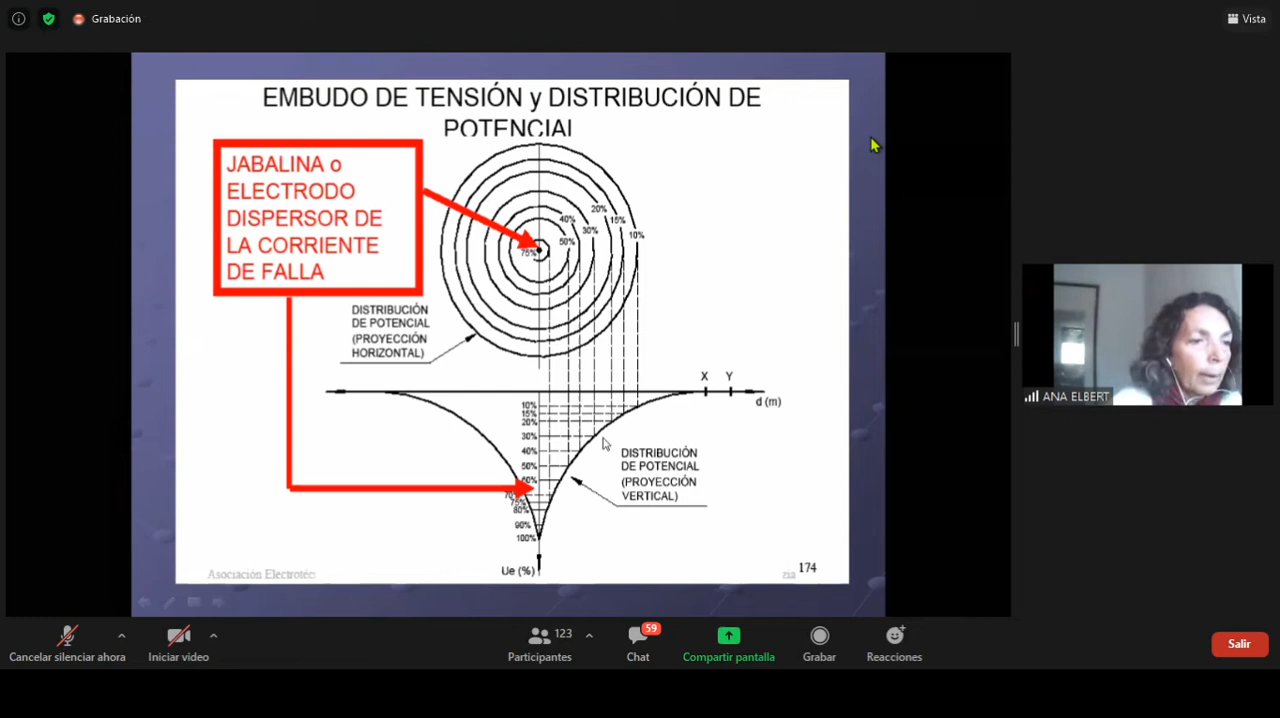 Grabación
Vista
EMBUDO DE TENSIÓN y DISTRIBUCIÓN DE
POTENCIAL
JABALINA o
ELECTRODO
DISPERSOR DE
LA CORRIENTE
DE FALLA
20%
40%
15%
30%
10%
50%
75%
DISTRIBUCIÓN
DE POTENCIAL
(PROYECCIÓN
HORIZONTAL)
X Y
d (m)
10%
15%
20%
30%
40%
50%
60%
70%
75%
80%
90%
100%
Ue (%)
DISTRIBUCIÓN
DE POTENCIAL
(PROYECCIÓN
VERTICAL)
Asociación
174
ANA ELBERT
Cancelar silenciar ahora
Iniciar video
123
Participantes
59
Chat
Compartir pantalla
Grabar
Reacciones
Salir